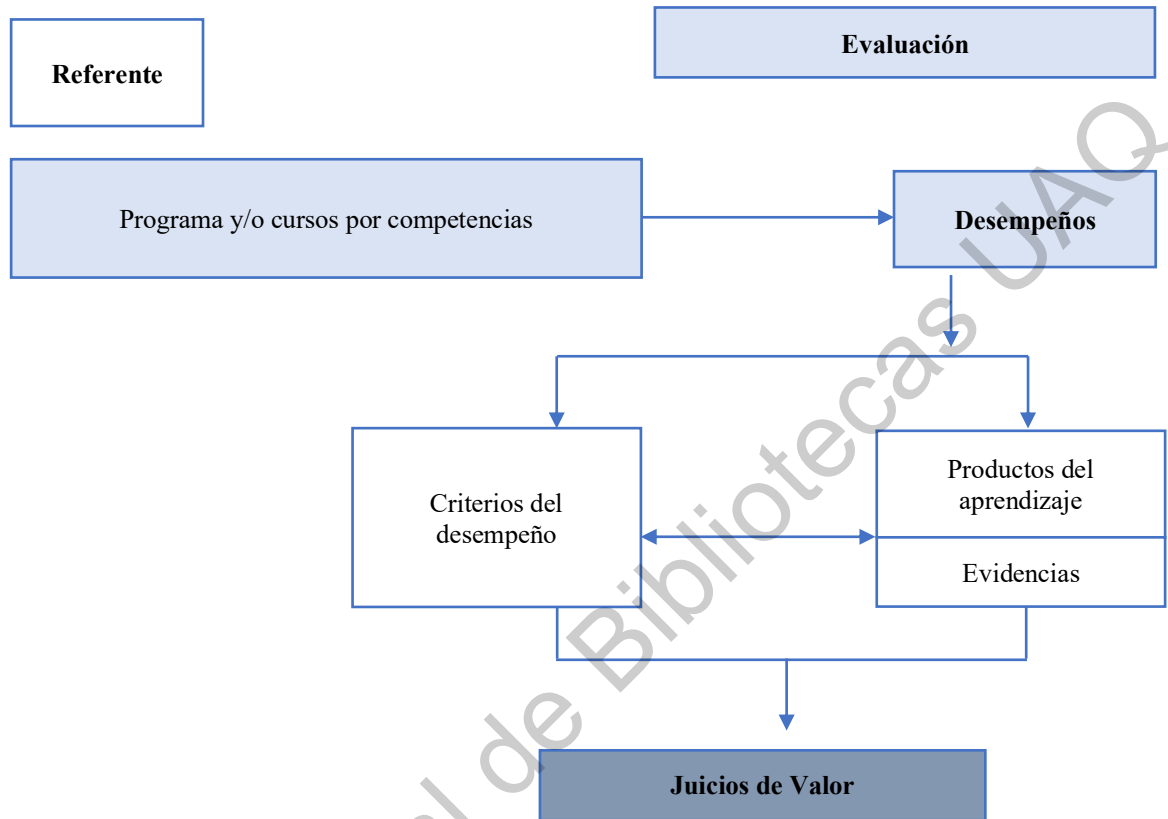 Evaluación
Referente
Programa y/o cursos por competencias
Desempeños
Criterios del
desempeño
Productos del
aprendizaje
Evidencias
Juicios de Valor
de Bibliotecas UAQ